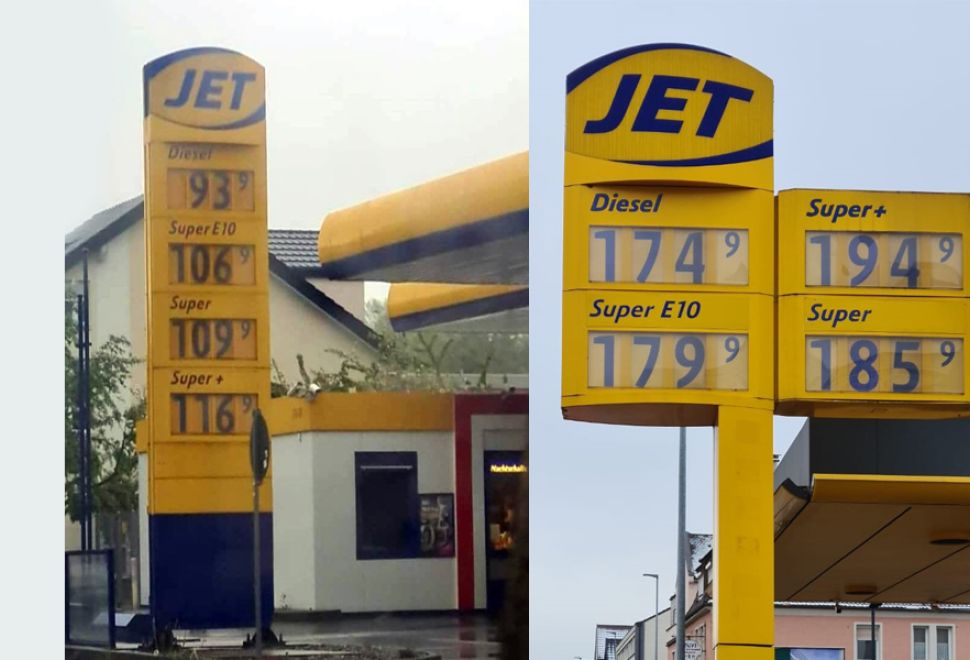 JET
Diesel
93 9
Super E10
106 9
Super
109 9
Super +
116 9
JET
Diesel
174 9
Super E10
179 9
Super+
194 9
Super
185 9